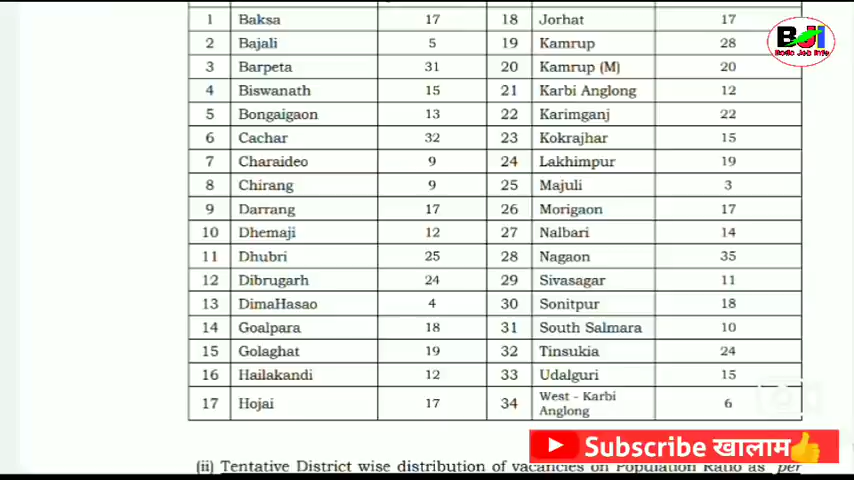 1 Baksa 17 18 Jorhat 17
2 Bajali 5 19 Kamrup 28
3 Barpeta 31 20 Kamrup (M) 20
4 Biswanath 15 21 Karbi Anglong 12
5 Bongaigaon 13 22 Karimganj 22
6 Cachar 32 23 Kokrajhar 15
7 Charaideo 9 24 Lakhimpur 19
8 Chirang 9 25 Majuli 3
9 Darrang 17 26 Morigaon 17
10 Dhemaji 12 27 Nalbari 14
11 Dhubri 25 28 Nagaon 35
12 Dibrugarh 24 29 Sivasagar 11
13 DimaHasao 4 30 Sonitpur 18
14 Goalpara 18 31 South Salmara 10
15 Golaghat 19 32 Tinsukia 24
16 Hailakandi 12 33 Udalguri 15
17 Hojai 17 34 West - Karbi Anglong 6
(ii) Tentative District wise distribution of vacancies on Population Ratio as per
BJI
Bodo Job Info
Subscribe खालाम